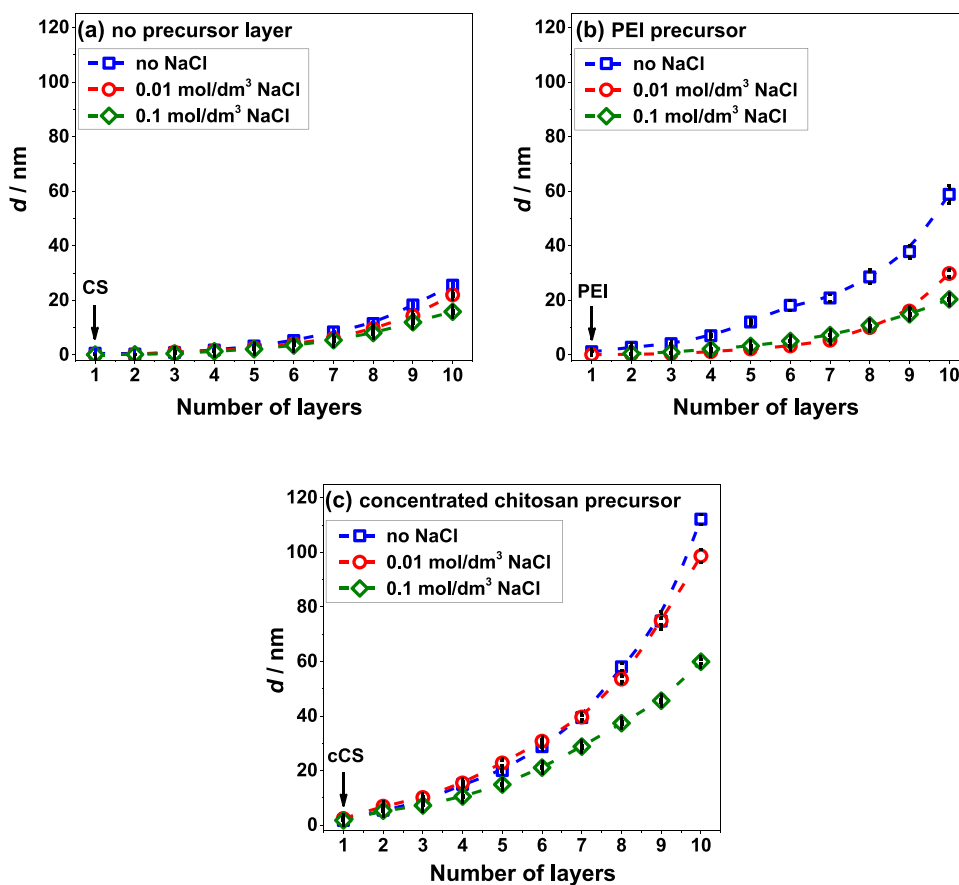 (a) no precursor layer
no NaCl
0.01 mol/dm³ NaCl
0.1 mol/dm³ NaCl
120
100
80
60
40
20
0
d / nm
CS
1 2 3 4 5 6 7 8 9 10
Number of layers
(b) PEI precursor
no NaCl
0.01 mol/dm³ NaCl
0.1 mol/dm³ NaCl
120
100
80
60
40
20
0
d / nm
PEI
1 2 3 4 5 6 7 8 9 10
Number of layers
(c) concentrated chitosan precursor
no NaCl
0.01 mol/dm³ NaCl
0.1 mol/dm³ NaCl
120
100
80
60
40
20
0
d / nm
cCS
1 2 3 4 5 6 7 8 9 10
Number of layers